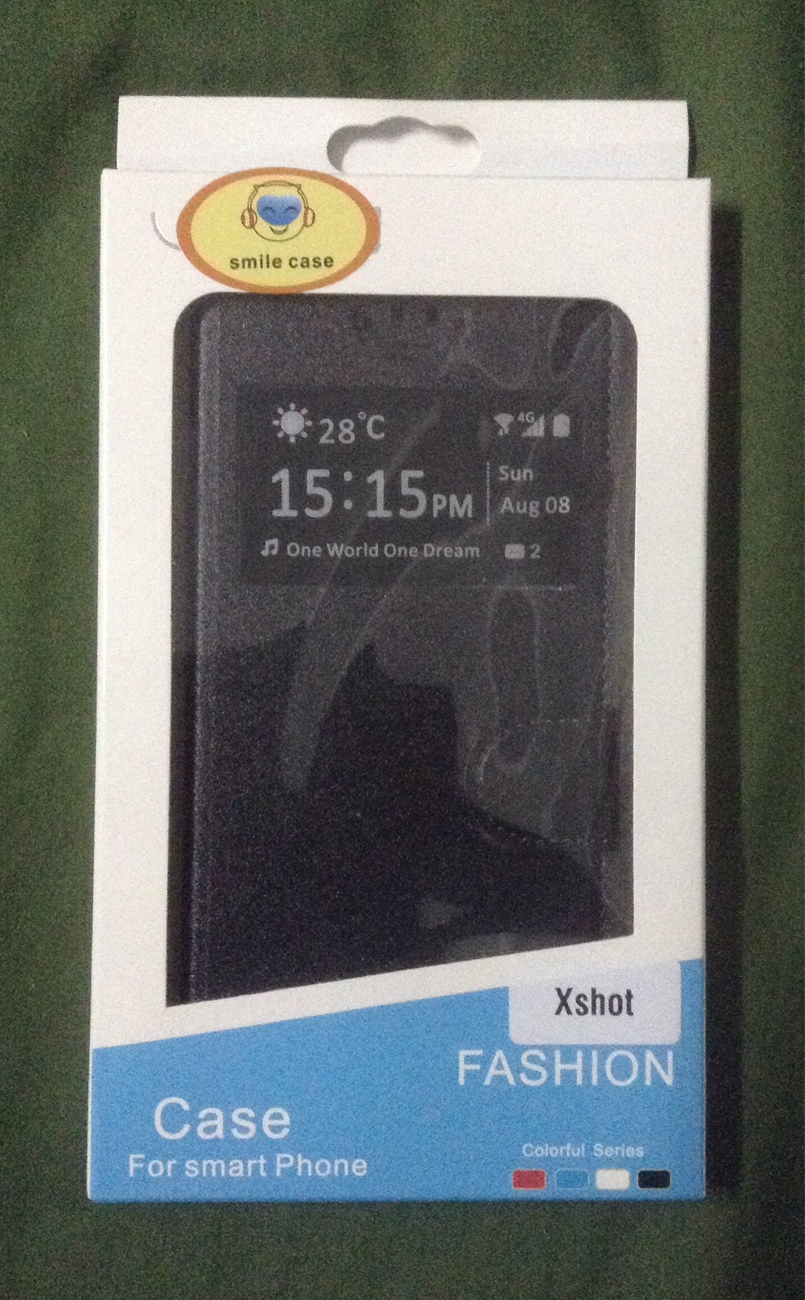 smile case
28°C
4G
15:15PM
Sun
Aug 08
One World One Dream
2
Xshot
FASHION
Case
For smart Phone
Colorful Series